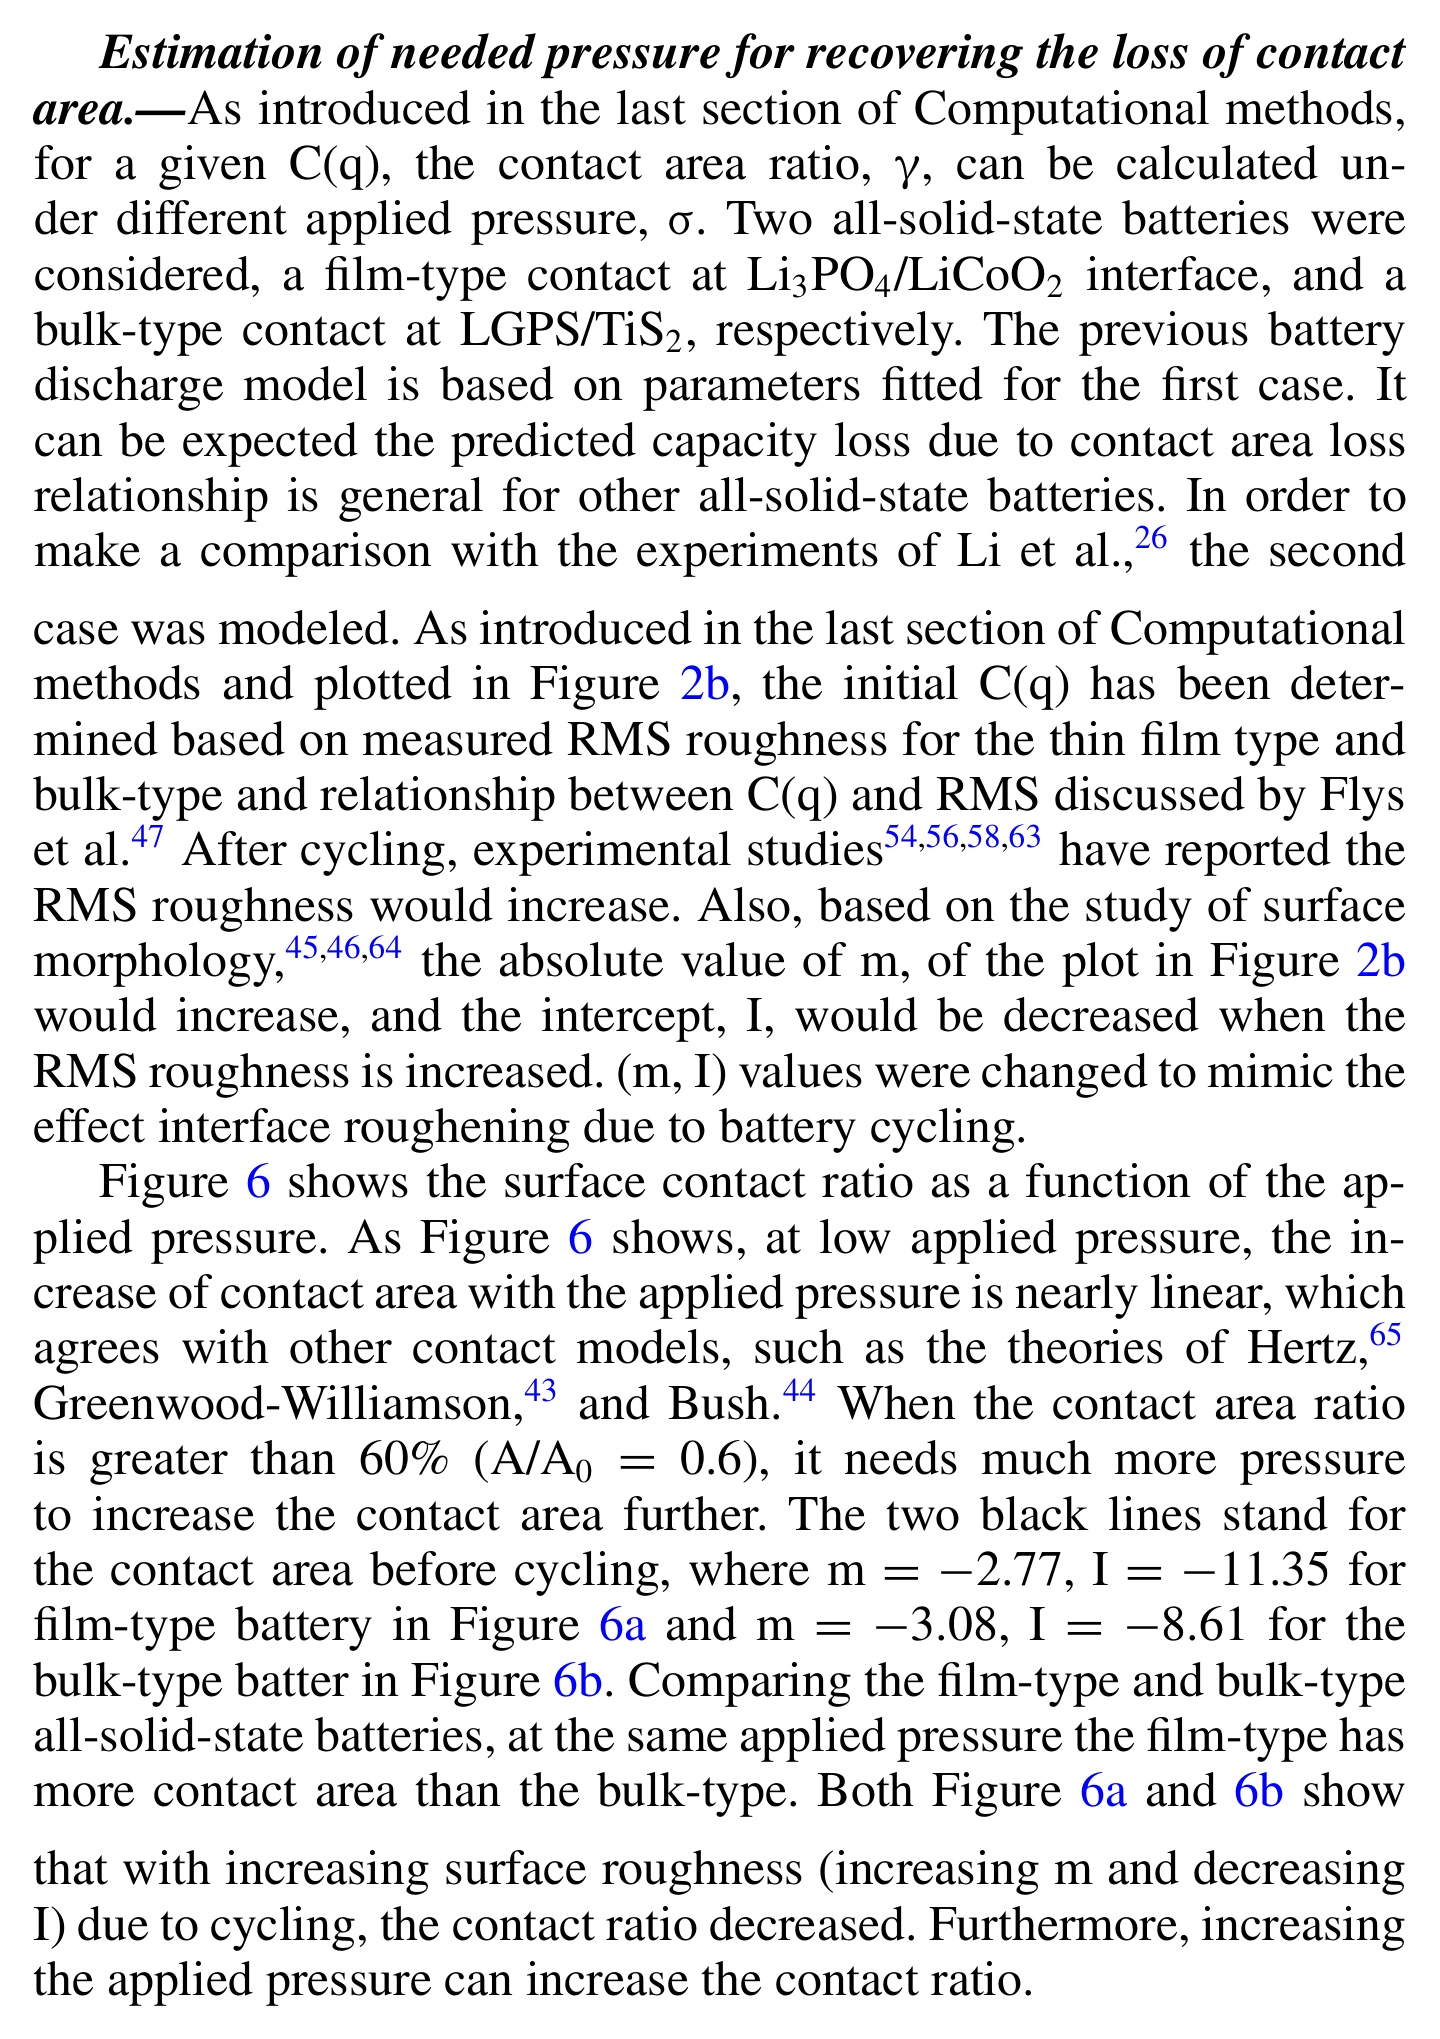 Estimation of needed pressure for recovering the loss of contact
area.—As introduced in the last section of Computational methods,
for a given C(q), the contact area ratio, γ, can be calculated un-
der different applied pressure, σ. Two all-solid-state batteries were
considered, a film-type contact at Li₃PO₄/LiCoO₂ interface, and a
bulk-type contact at LGPS/TiS₂, respectively. The previous battery
discharge model is based on parameters fitted for the first case. It
can be expected the predicted capacity loss due to contact area loss
relationship is general for other all-solid-state batteries. In order to
make a comparison with the experiments of Li et al.,²⁶ the second
case was modeled. As introduced in the last section of Computational
methods and plotted in Figure 2b, the initial C(q) has been deter-
mined based on measured RMS roughness for the thin film type and
bulk-type and relationship between C(q) and RMS discussed by Flys
et al.⁴⁷ After cycling, experimental studies⁵⁴,⁵⁶,⁵⁸,⁶³ have reported the
RMS roughness would increase. Also, based on the study of surface
morphology,⁴⁵,⁴⁶,⁶⁴ the absolute value of m, of the plot in Figure 2b
would increase, and the intercept, I, would be decreased when the
RMS roughness is increased. (m, I) values were changed to mimic the
effect interface roughening due to battery cycling.
Figure 6 shows the surface contact ratio as a function of the ap-
plied pressure. As Figure 6 shows, at low applied pressure, the in-
crease of contact area with the applied pressure is nearly linear, which
agrees with other contact models, such as the theories of Hertz,⁶⁵
Greenwood-Williamson,⁴³ and Bush.⁴⁴ When the contact area ratio
is greater than 60% (A/A₀ = 0.6), it needs much more pressure
to increase the contact area further. The two black lines stand for
the contact area before cycling, where m = −2.77, I = −11.35 for
film-type battery in Figure 6a and m = −3.08, I = −8.61 for the
bulk-type batter in Figure 6b. Comparing the film-type and bulk-type
all-solid-state batteries, at the same applied pressure the film-type has
more contact area than the bulk-type. Both Figure 6a and 6b show
that with increasing surface roughness (increasing m and decreasing
I) due to cycling, the contact ratio decreased. Furthermore, increasing
the applied pressure can increase the contact ratio.